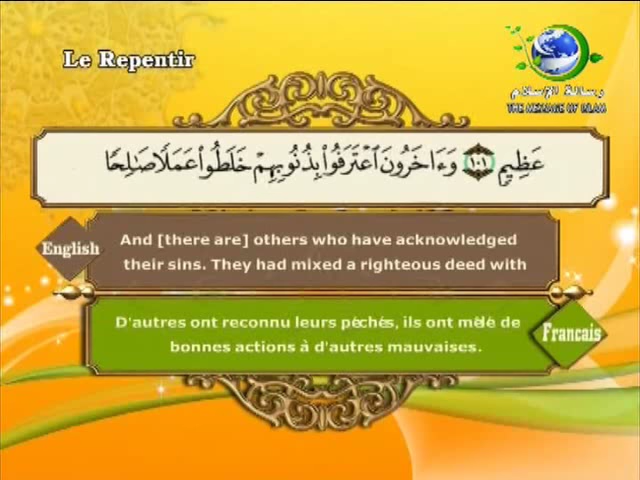 Le Repentir
رسالة الإسلام
THE MESSAGE OF ISLAM
عَظِيمٍ ١٠١ وَءَاخَرُونَ ٱعْتَرَفُوا۟ بِذُنُوبِهِمْ خَلَطُوا۟ عَمَلًا صَـٰلِحًا
English
And [there are] others who have acknowledged
their sins. They had mixed a righteous deed with
D'autres ont reconnu leurs péchés, ils ont mêlé de
bonnes actions à d'autres mauvaises.
Francais